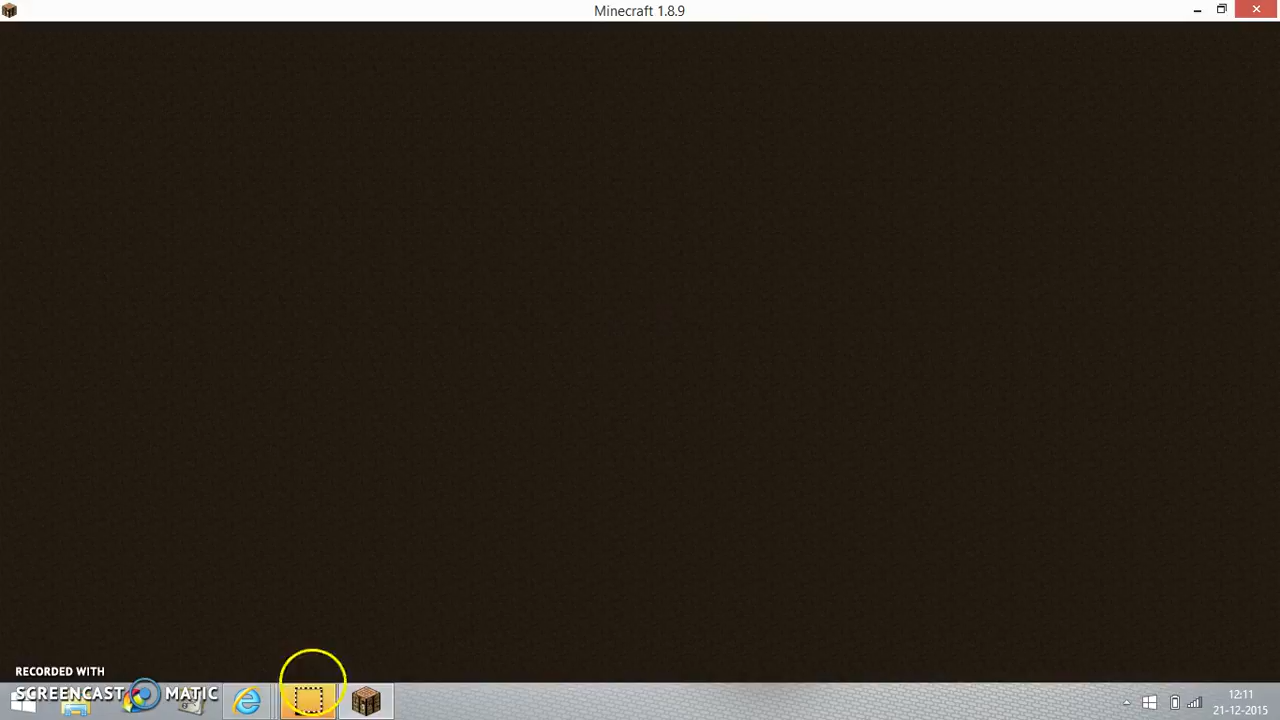 Minecraft 1.8.9
RECORDED WITH
SCREENCAST MATIC
12:11
21-12-2015